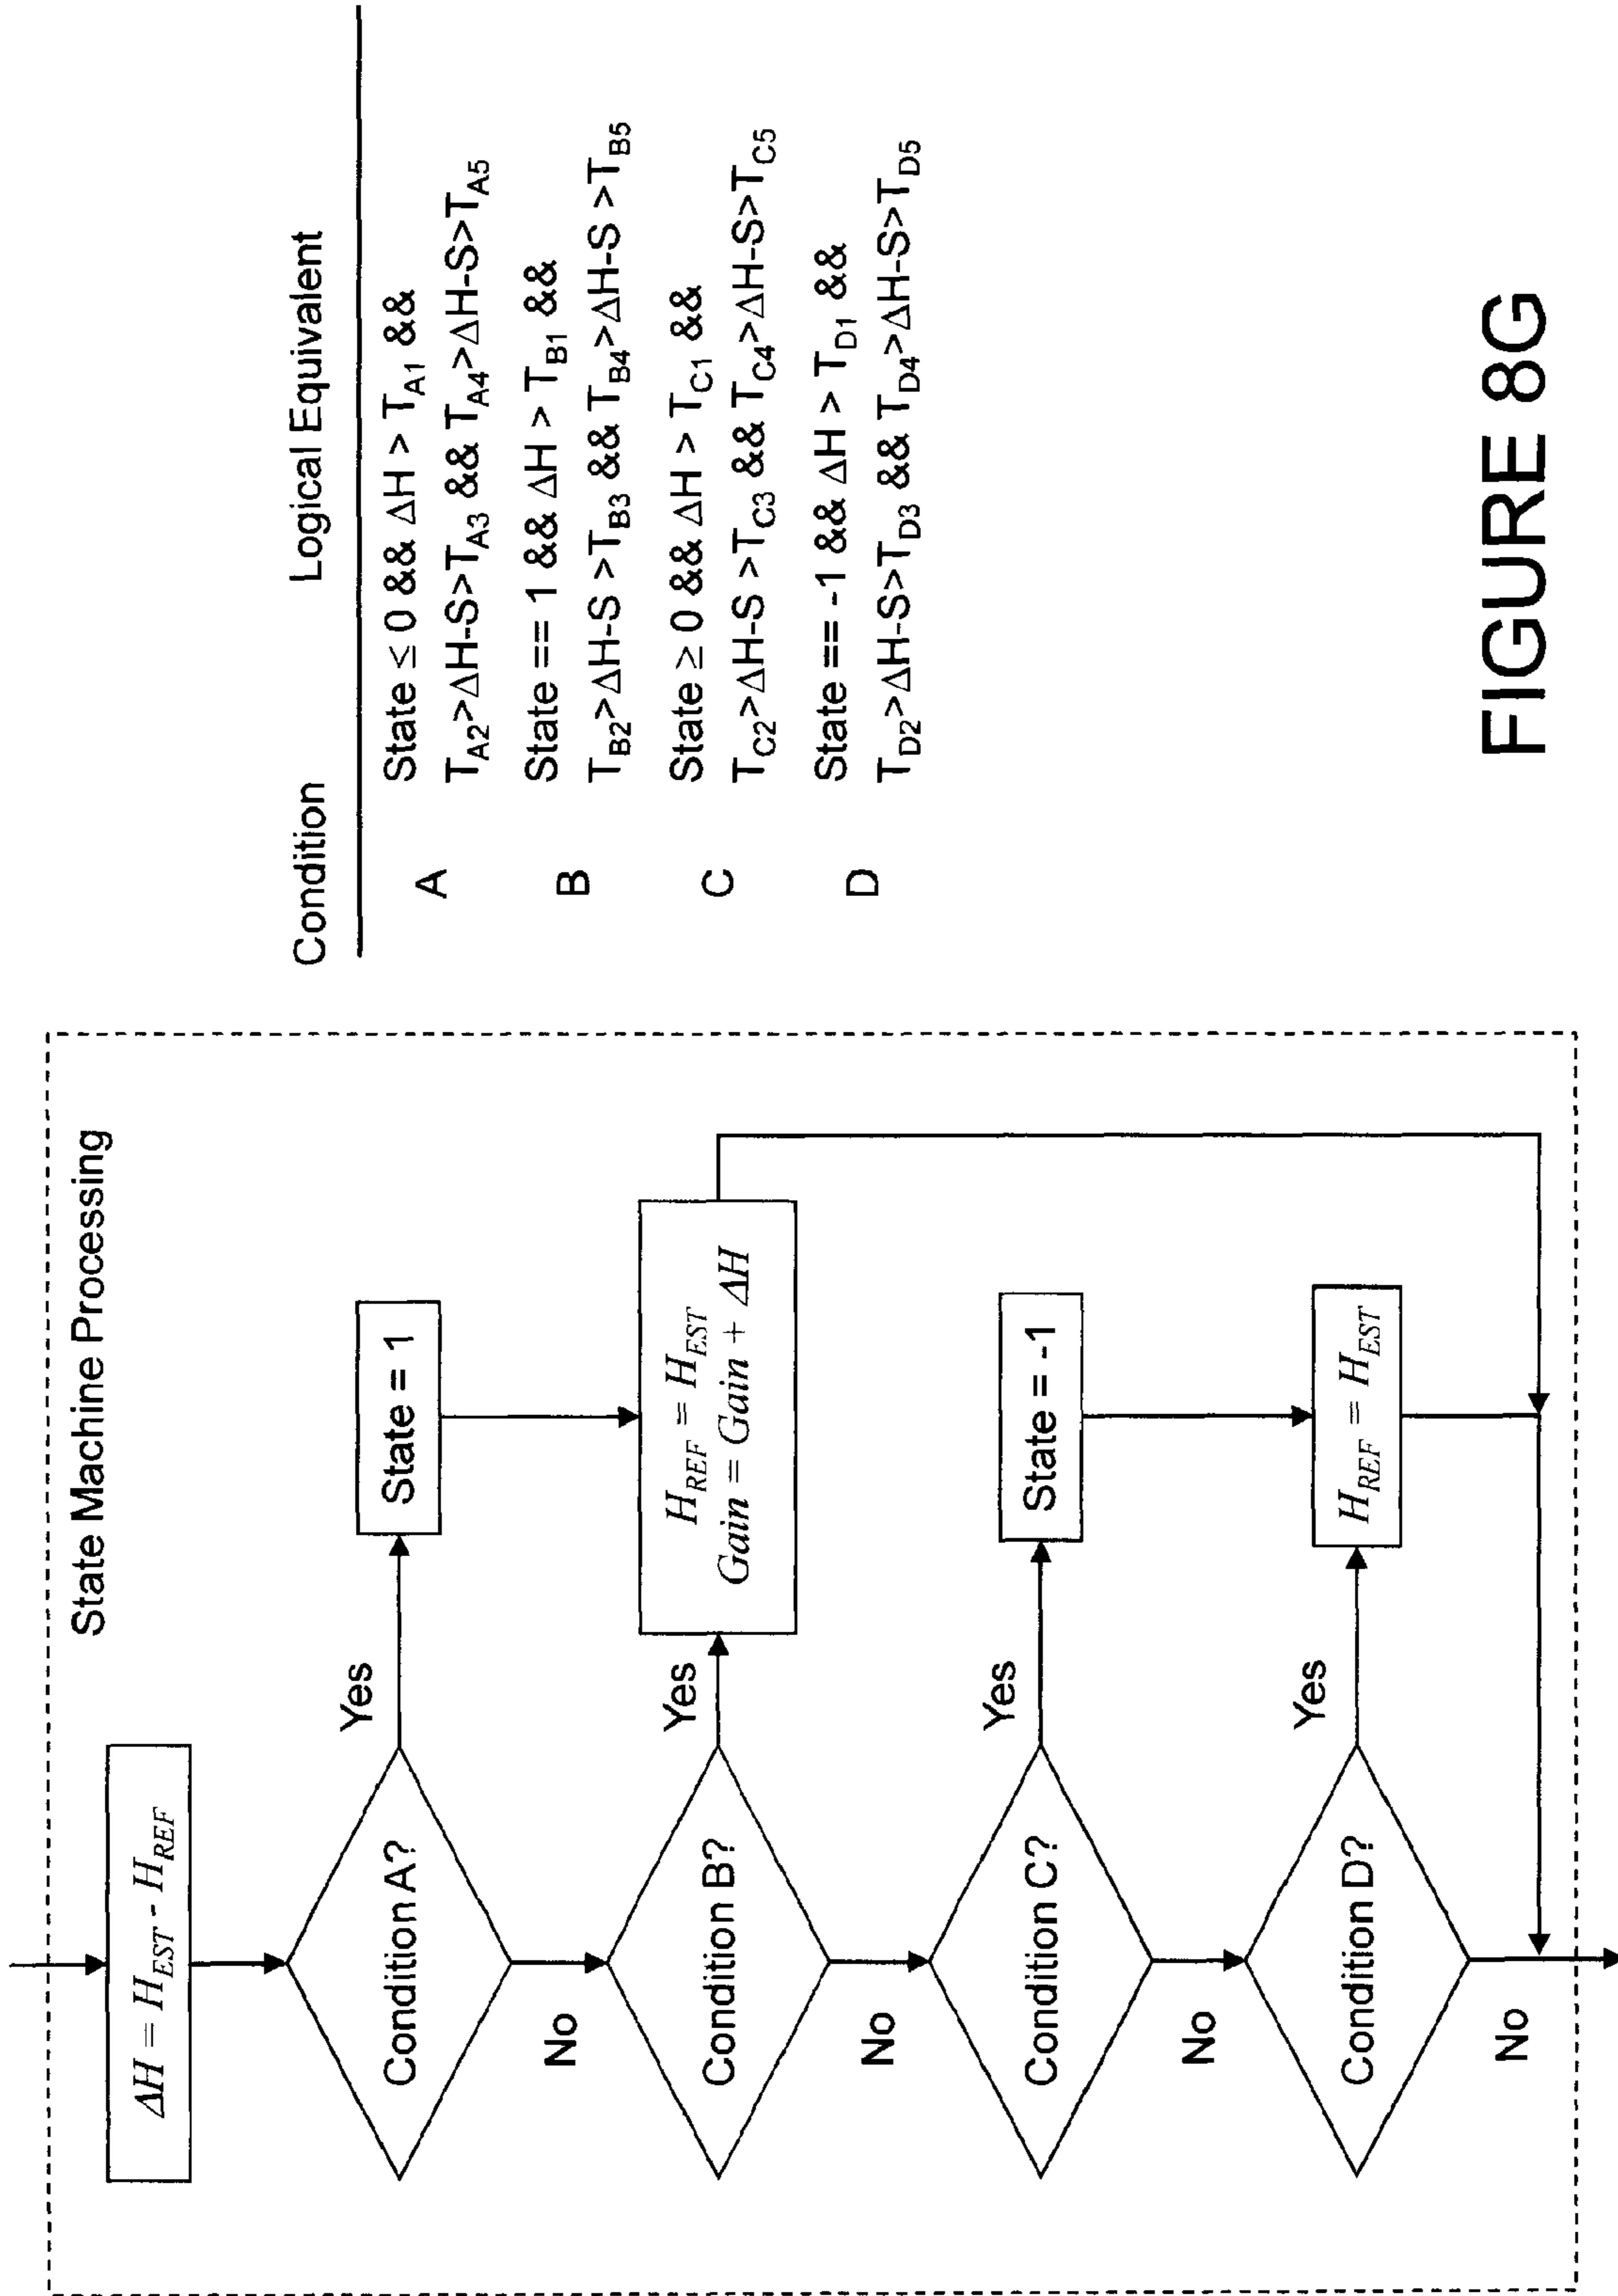 State Machine Processing
ΔH = H_EST - H_REF
Condition A?
Yes
State = 1
No
Condition B?
Yes
H_REF = H_EST
Gain = Gain + ΔH
No
Condition C?
Yes
State = -1
No
Condition D?
Yes
H_REF = H_EST
No
Condition Logical Equivalent
A State ≤ 0 && ΔH > T_A1 &&
T_A2>ΔH-S>T_A3 && T_A4>ΔH-S>T_A5
B State == 1 && ΔH > T_B1 &&
T_B2>ΔH-S >T_B3 && T_B4>ΔH-S >T_B5
C State ≥ 0 && ΔH > T_C1 &&
T_C2>ΔH-S >T_C3 && T_C4>ΔH-S>T_C5
D State == -1 && ΔH > T_D1 &&
T_D2>ΔH-S>T_D3 && T_D4>ΔH-S>T_D5
FIGURE 8G